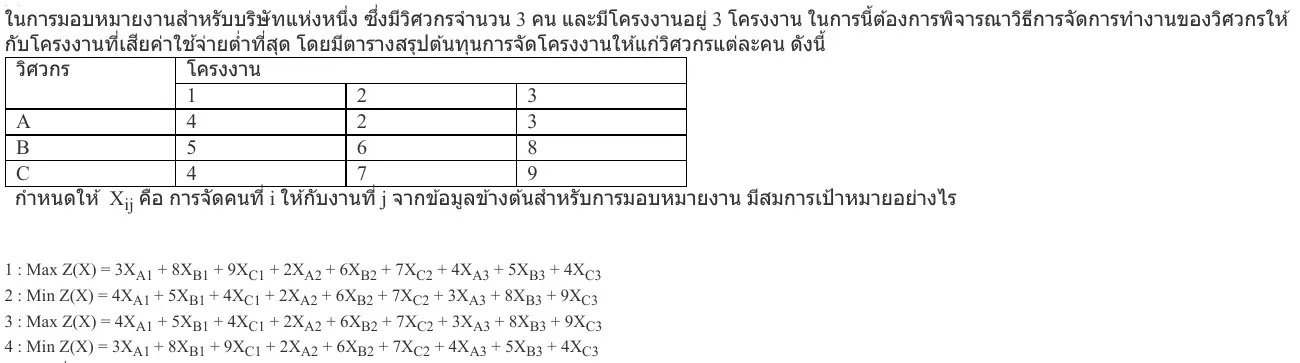 ในการมอบหมายงานสำหรับบริษัทแห่งหนึ่ง ซึ่งมีวิศวกรจำนวน 3 คน และมีโครงงานอยู่ 3 โครงงาน ในการนี้ต้องการพิจารณาวิธีการจัดการทำงานของวิศวกรให้
กับโครงงานที่เสียค่าใช้จ่ายต่ำที่สุด โดยมีตารางสรุปต้นทุนการจัดโครงงานให้แก่วิศวกรแต่ละคน ดังนี้
วิศวกร โครงงาน
1 2 3
A 4 2 3
B 5 6 8
C 4 7 9
กำหนดให้ Xij คือ การจัดคนที่ i ให้กับงานที่ j จากข้อมูลข้างต้นสำหรับการมอบหมายงาน มีสมการเป้าหมายอย่างไร
1 : Max Z(X) = 3XA1 + 8XB1 + 9XC1 + 2XA2 + 6XB2 + 7XC2 + 4XA3 + 5XB3 + 4XC3
2 : Min Z(X) = 4XA1 + 5XB1 + 4XC1 + 2XA2 + 6XB2 + 7XC2 + 3XA3 + 8XB3 + 9XC3
3 : Max Z(X) = 4XA1 + 5XB1 + 4XC1 + 2XA2 + 6XB2 + 7XC2 + 3XA3 + 8XB3 + 9XC3
4 : Min Z(X) = 3XA1 + 8XB1 + 9XC1 + 2XA2 + 6XB2 + 7XC2 + 4XA3 + 5XB3 + 4XC3